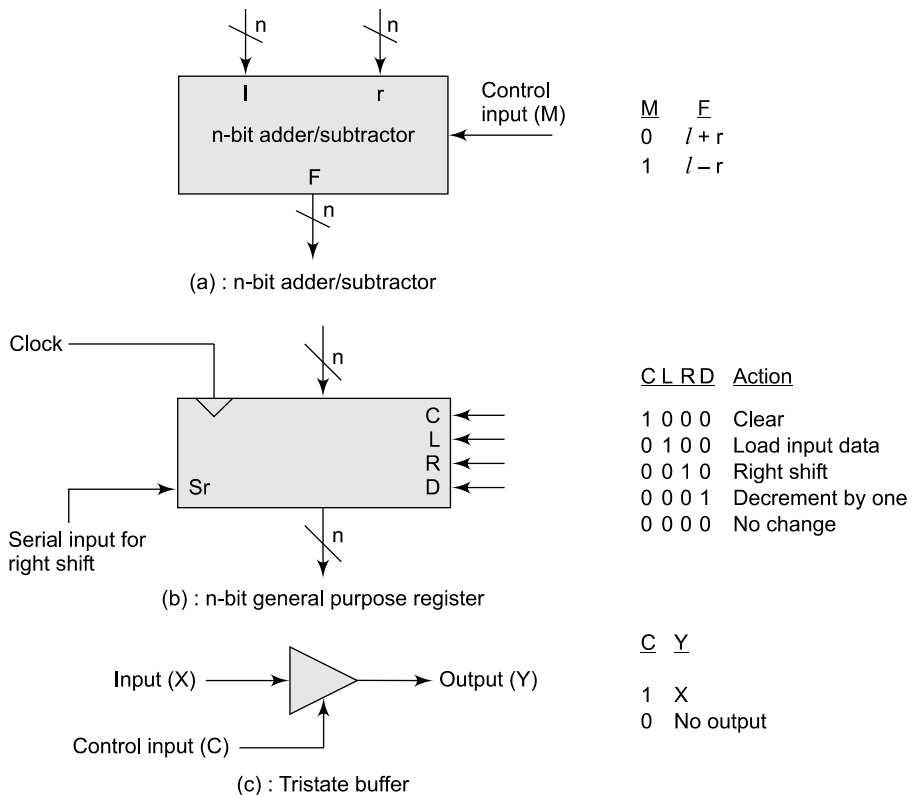 n
n
l
r
Control
input (M)
n-bit adder/subtractor
F
n
M F
0 l + r
1 l – r
(a) : n-bit adder/subtractor
Clock
n
C
L
R
D
Sr
Serial input for
right shift
n
C L R D Action
1 0 0 0 Clear
0 1 0 0 Load input data
0 0 1 0 Right shift
0 0 0 1 Decrement by one
0 0 0 0 No change
(b) : n-bit general purpose register
Input (X)
Output (Y)
Control input (C)
C Y
1 X
0 No output
(c) : Tristate buffer